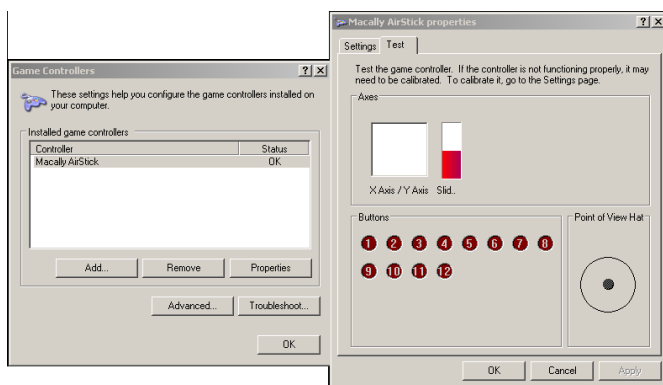 Game Controllers
These settings help you configure the game controllers installed on
your computer.
Installed game controllers
Controller Status
Macally AirStick OK
Add... Remove Properties
Advanced... Troubleshoot...
OK
Macally AirStick properties
Settings Test
Test the game controller. If the controller is not functioning properly, it may
need to be calibrated. To calibrate it, go to the Settings page.
Axes
X Axis / Y Axis Slid..
Buttons
1 2 3 4 5 6 7 8
9 10 11 12
Point of View Hat
OK Cancel Apply